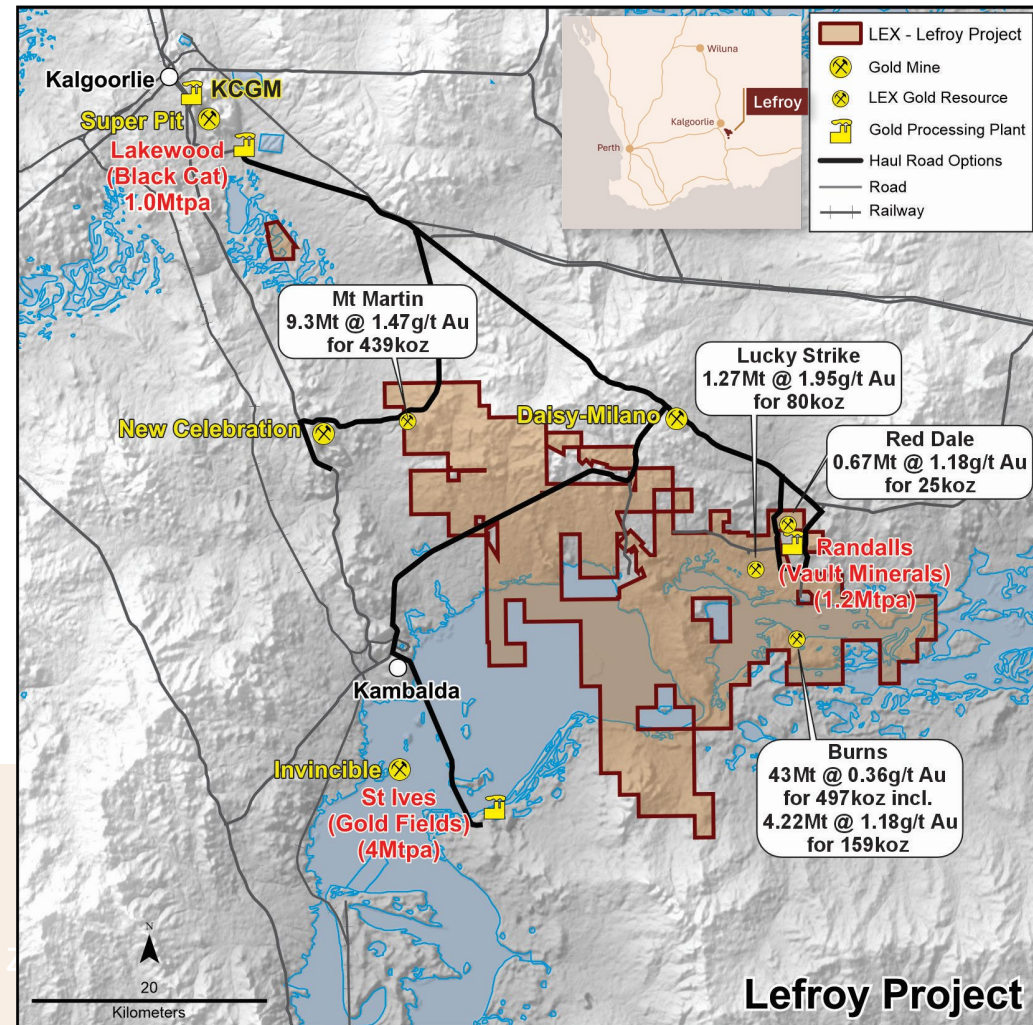 Kalgoorlie
KCGM
Super Pit
Lakewood
(Black Cat)
1.0Mtpa
Wiluna
Kalgoorlie
Lefroy
Perth
LEX - Lefroy Project
Gold Mine
LEX Gold Resource
Gold Processing Plant
Haul Road Options
Road
Railway
Mt Martin
9.3Mt @ 1.47g/t Au
for 439koz
New Celebration
Daisy-Milano
Lucky Strike
1.27Mt @ 1.95g/t Au
for 80koz
Red Dale
0.67Mt @ 1.18g/t Au
for 25koz
Randalls
(Vault Minerals)
(1.2Mtpa)
Kambalda
Invincible
St Ives
(Gold Fields)
(4Mtpa)
Burns
43Mt @ 0.36g/t Au
for 497koz incl.
4.22Mt @ 1.18g/t Au
for 159koz
N
20
Kilometers
Lefroy Project